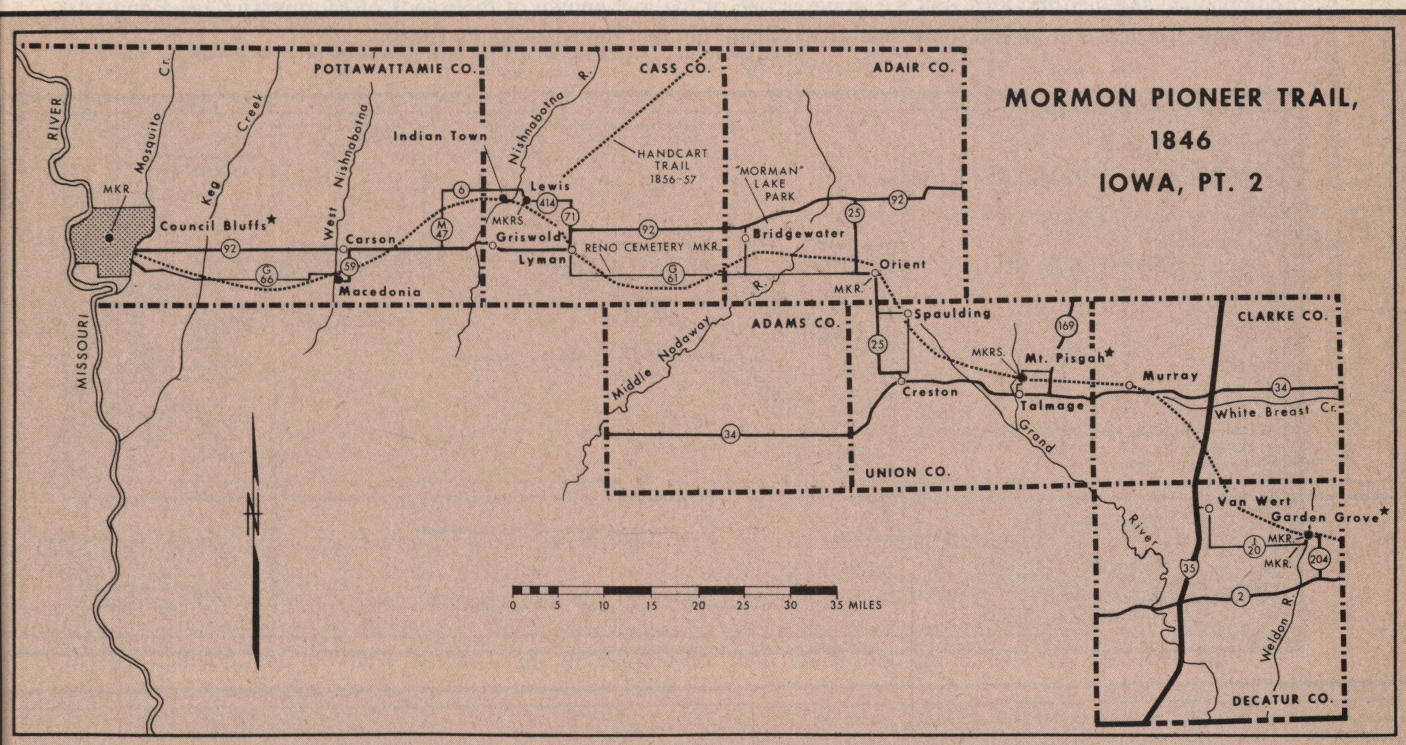 MORMON PIONEER TRAIL,
1846
IOWA, PT. 2
POTTAWATTAMIE CO.
CASS CO.
ADAIR CO.
RIVER
Mosquito Cr.
Keg Creek
West Nishnabotna
Nishnabotna R.
Indian Town
HANDCART
TRAIL
1856-57
"MORMAN"
LAKE
PARK
MKR.
Council Bluffs★
92
G
66
Carson
59
Macedonia
M
47
6
Lewis
414
71
MKRS.
Griswold
Lyman
92
RENO CEMETERY MKR.
G
61
Bridgewater
25
92
Orient
MKR.
MISSOURI
ADAMS CO.
Middle Nodaway R.
34
Spaulding
25
Creston
169
MKRS.
Mt. Pisgah★
Talmage
Grand River
UNION CO.
CLARKE CO.
Murray
34
White Breast Cr.
Van Wert
Garden Grove★
J
20
MKR.
MKR.
204
35
2
Weldon R.
DECATUR CO.
N
0 5 10 15 20 25 30 35 MILES